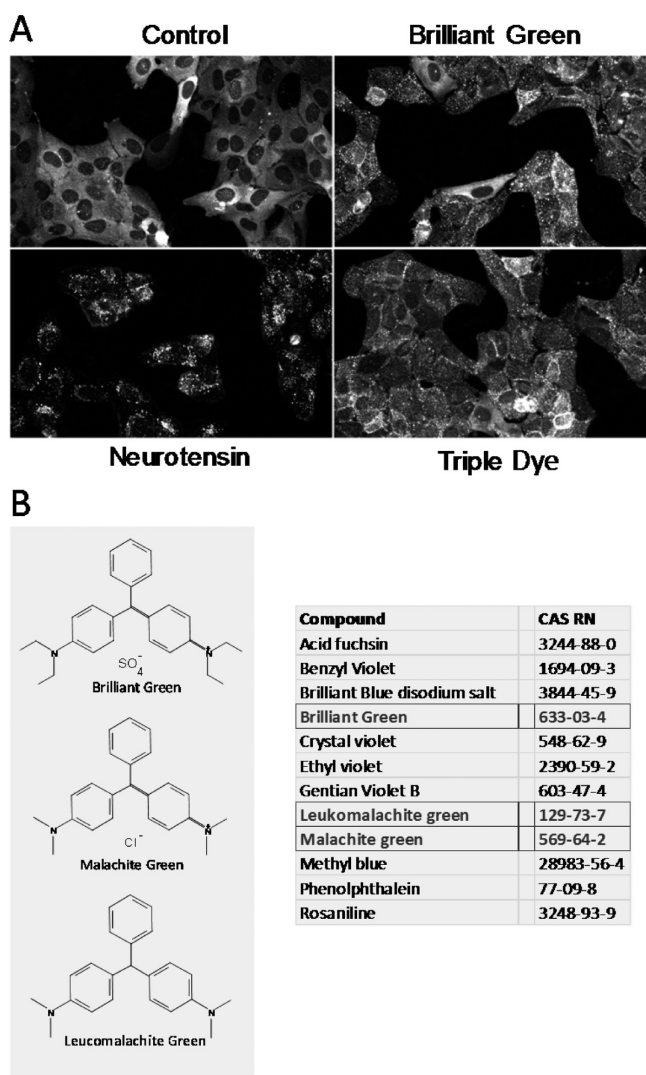 A
Control
Brilliant Green
Neurotensin
Triple Dye
B
N
N
SO4-
Brilliant Green
N
N
Cl-
Malachite Green
N
N
Leucomalachite Green
Compound CAS RN
Acid fuchsin 3244-88-0
Benzyl Violet 1694-09-3
Brilliant Blue disodium salt 3844-45-9
Brilliant Green 633-03-4
Crystal violet 548-62-9
Ethyl violet 2390-59-2
Gentian Violet B 603-47-4
Leukomalachite green 129-73-7
Malachite green 569-64-2
Methyl blue 28983-56-4
Phenolphthalein 77-09-8
Rosaniline 3248-93-9